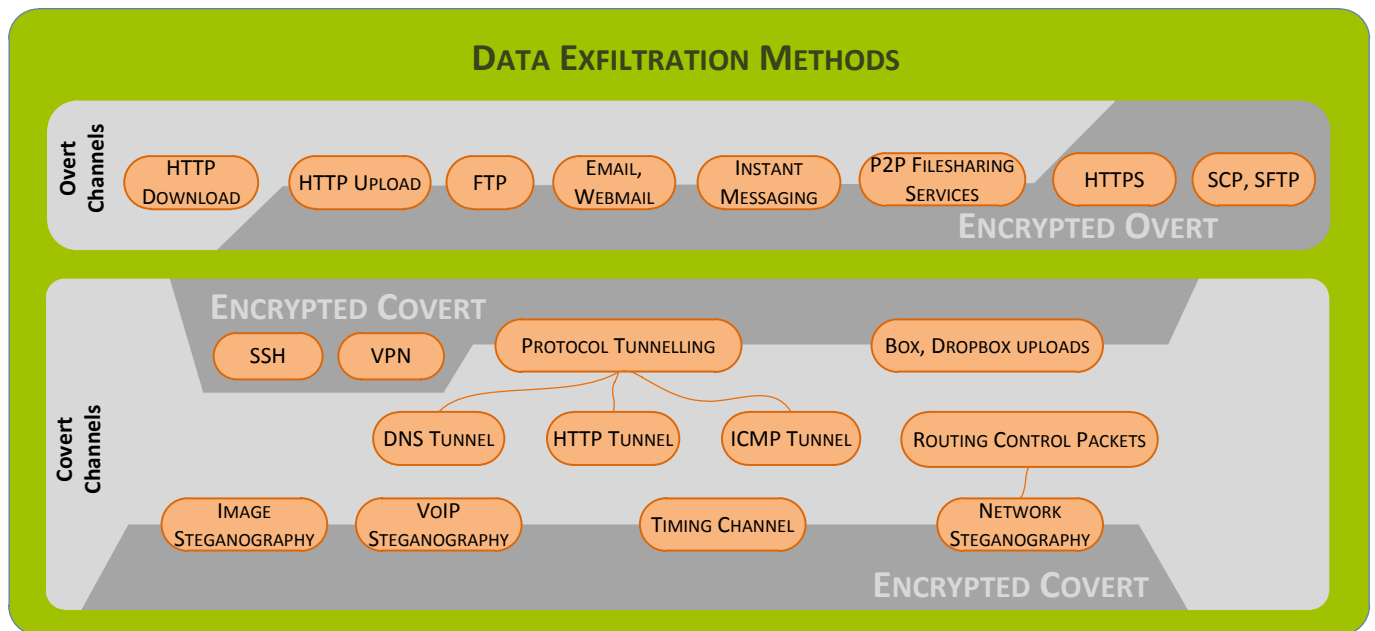 DATA EXFILTRATION METHODS
Overt
Channels
HTTP
DOWNLOAD
HTTP UPLOAD
FTP
EMAIL,
WEBMAIL
INSTANT
MESSAGING
P2P FILESHARING
SERVICES
HTTPS
SCP, SFTP
ENCRYPTED OVERT
Covert
Channels
ENCRYPTED COVERT
SSH
VPN
PROTOCOL TUNNELLING
BOX, DROPBOX UPLOADS
DNS TUNNEL
HTTP TUNNEL
ICMP TUNNEL
ROUTING CONTROL PACKETS
IMAGE
STEGANOGRAPHY
VOIP
STEGANOGRAPHY
TIMING CHANNEL
NETWORK
STEGANOGRAPHY
ENCRYPTED COVERT